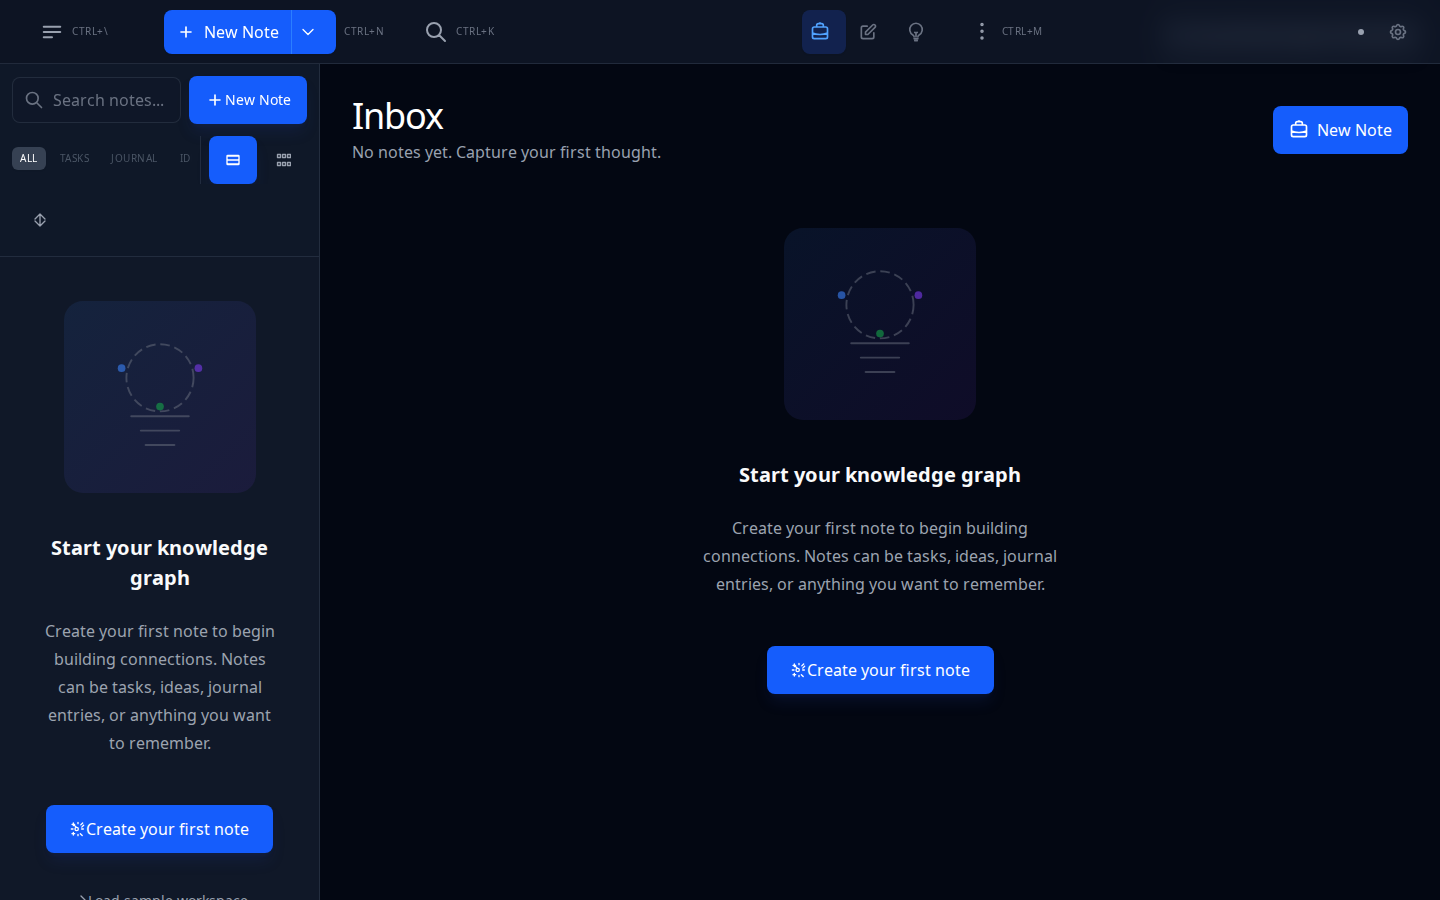 CTRL+\ New Note CTRL+N CTRL+K CTRL+M
Search notes... New Note
ALL TASKS JOURNAL ID
Start your knowledge
graph
Create your first note to begin
building connections. Notes
can be tasks, ideas, journal
entries, or anything you want
to remember.
Create your first note
Load sample workspace
Inbox
No notes yet. Capture your first thought.
New Note
Start your knowledge graph
Create your first note to begin building
connections. Notes can be tasks, ideas, journal
entries, or anything you want to remember.
Create your first note